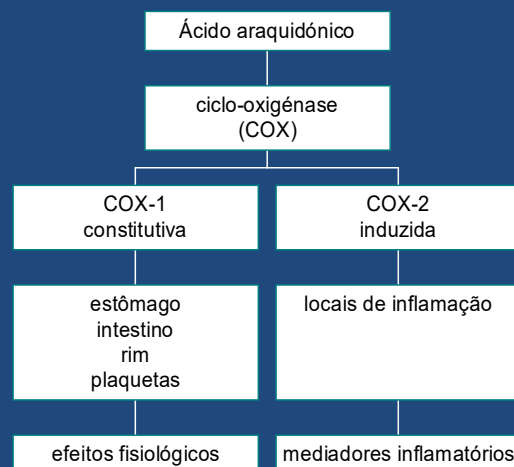 Ácido araquidónico
ciclo-oxigénase
(COX)
COX-1
constitutiva
COX-2
induzida
estômago
intestino
rim
plaquetas
locais de inflamação
efeitos fisiológicos
mediadores inflamatórios